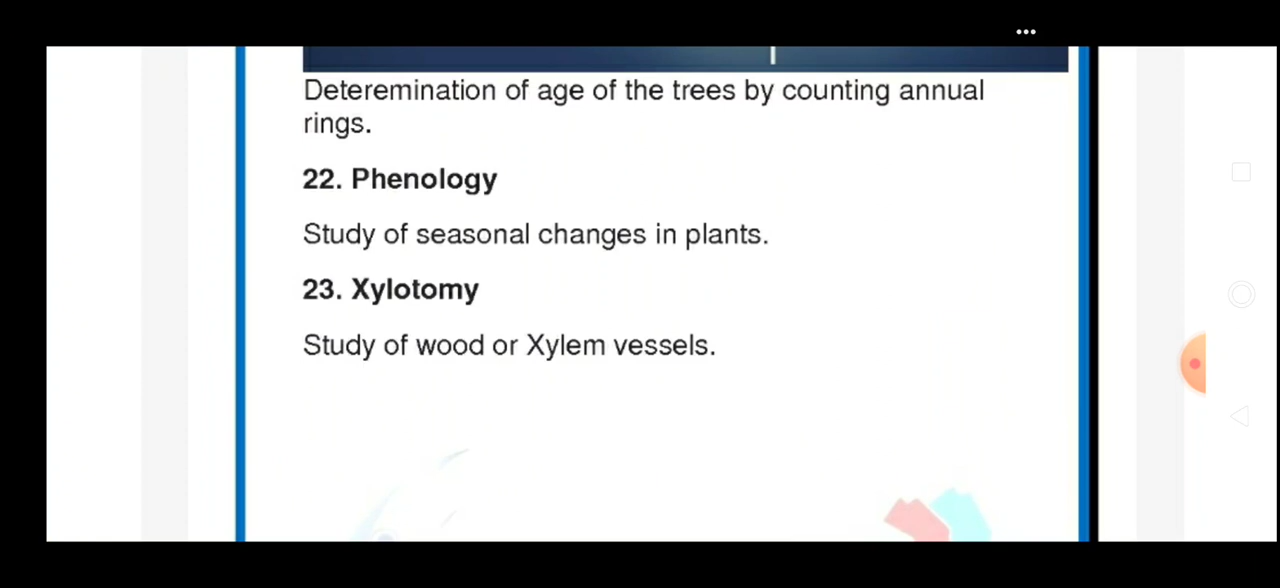 Deteremination of age of the trees by counting annual
rings.
22. Phenology
Study of seasonal changes in plants.
23. Xylotomy
Study of wood or Xylem vessels.